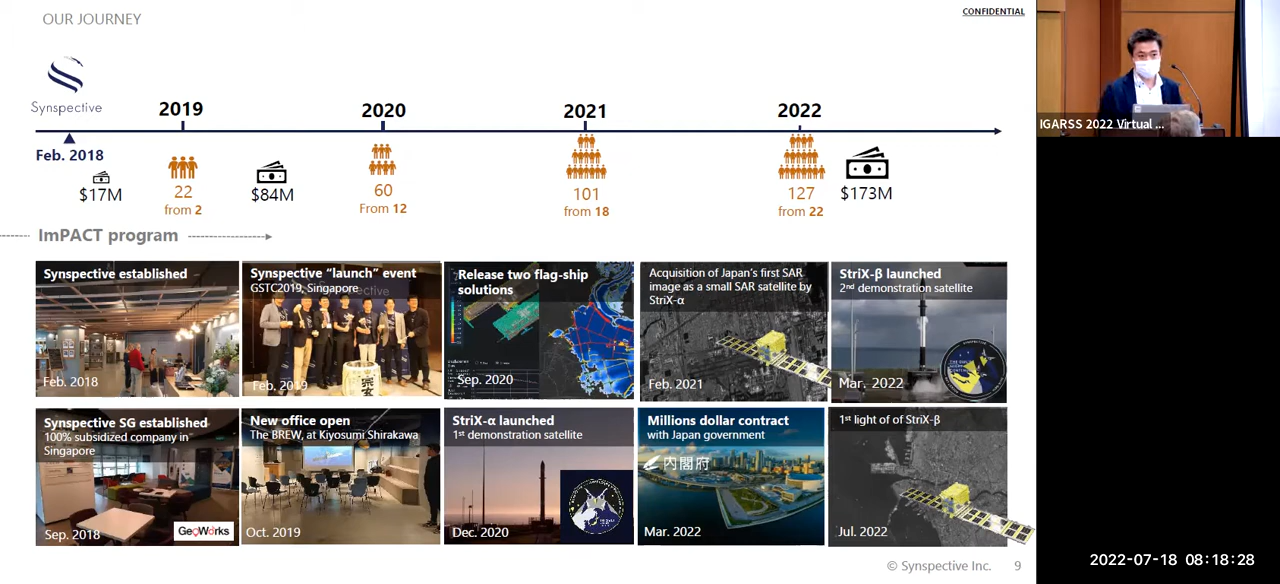 OUR JOURNEY
CONFIDENTIAL
Synspective
2019
2020
2021
2022
Feb. 2018
$17M
22
from 2
$84M
60
From 12
101
from 18
127
from 22
$173M
ImPACT program
Synspective established
Feb. 2018
Synspective “launch” event
GSTC2019, Singapore
Feb. 2019
Release two flag-ship
solutions
Sep. 2020
Acquisition of Japan’s first SAR
image as a small SAR satellite by
StriX-α
Feb. 2021
StriX-β launched
2nd demonstration satellite
Mar. 2022
Synspective SG established
100% subsidized company in
Singapore
Sep. 2018
GeoWorks
New office open
The BREW, at Kiyosumi Shirakawa
Oct. 2019
StriX-α launched
1st demonstration satellite
Dec. 2020
Millions dollar contract
with Japan government
内閣府
Mar. 2022
1st light of of StriX-β
Jul. 2022
© Synspective Inc.
9
IGARSS 2022 Virtual ...
2022-07-18 08:18:28